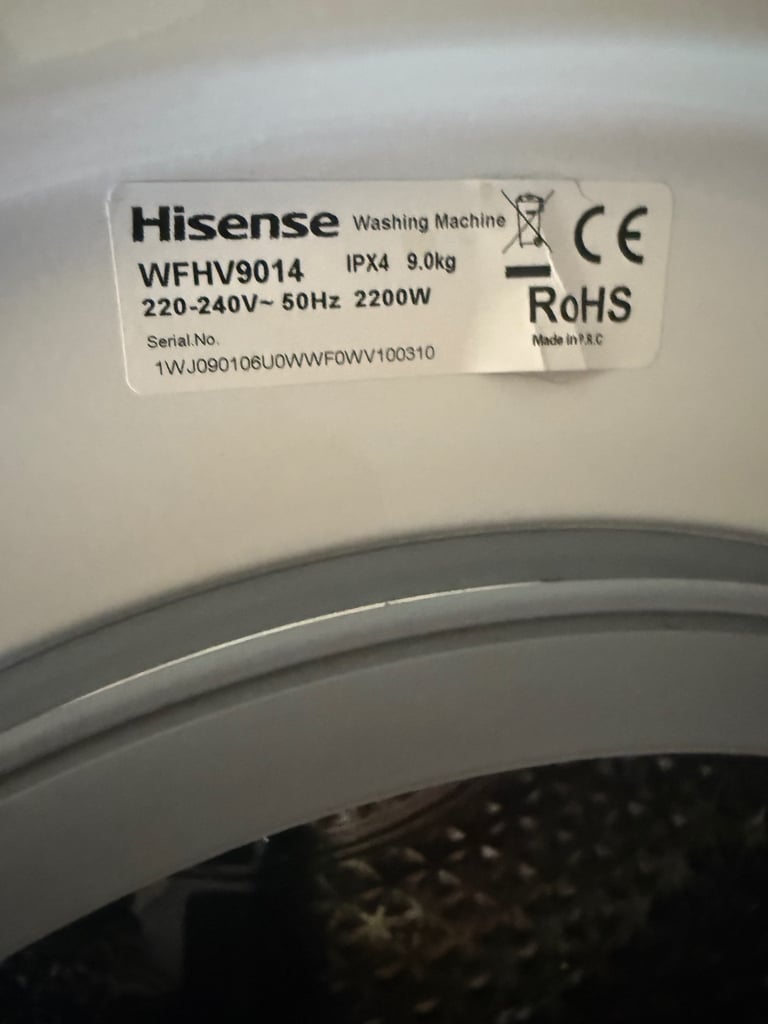 Hisense Washing Machine
CE
WFHV9014 IPX4 9.0kg
220-240V~ 50Hz 2200W
RoHS
Serial.No.
Made in P.R.C
1WJ090106U0WWF0WV100310